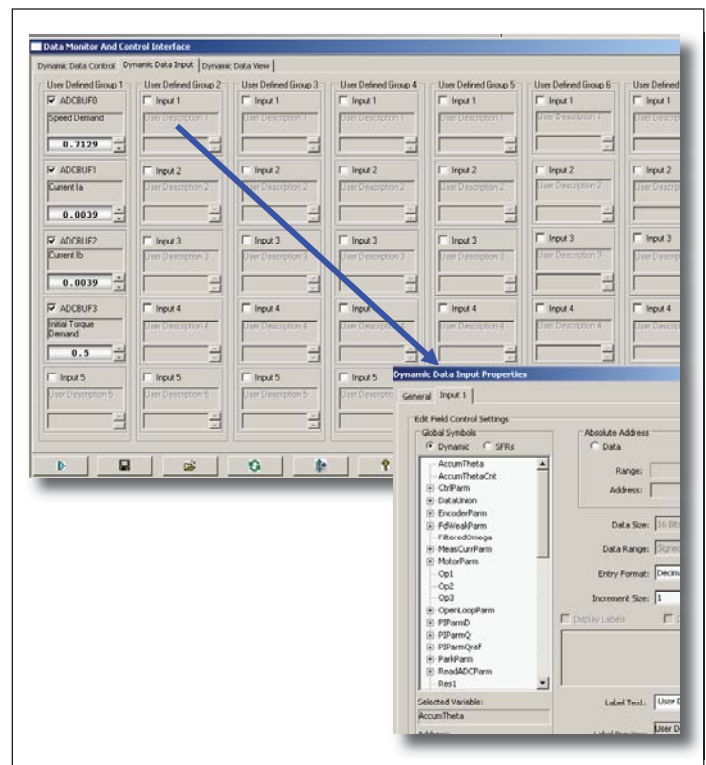 Data Monitor And Control Interface
Dynamic Data Control Dynamic Data Input Dynamic Data View
User Defined Group 1 User Defined Group 2 User Defined Group 3 User Defined Group 4 User Defined Group 5 User Defined Group 6 User Defined
ADCBUF0 Input 1 Input 1 Input 1 Input 1 Input 1 Input 1
Speed Demand User Description 1 User Description 1 User Description 1 User Description 1 User Description 1
0.7129
ADCBUF1 Input 2 Input 2 Input 2 Input 2 Input 2 Input 2
Current Ia User Description 2 User Description 2 User Description 2 User Description 2 User Description 2
0.0039
ADCBUF2 Input 3 Input 3 Input 3 Input 3 Input 3 Input 3
Current Ib User Description 3 User Description 3 User Description 3 User Description 3 User Description 3
0.0039
ADCBUF3 Input 4 Input 4 Input 4 Input 4 Input 4
Initial Torque Demand User Description 4 User Description 4 User Description 4 User Description 4
0.5
Input 5 Input 5 Input 5 Input 5
User Description 5 User Description 5 User Description 5
Dynamic Data Input Properties
General Input 1
Edit Field Control Settings
Global Symbols Absolute Address
Dynamic SFRs Data
AccumTheta
AccumThetaCnt
CtrlParm
DataUnion
EncoderParm
FdWeakParm
FilteredOmega
MeasCurrParm
MotorParm
Op1
Op2
Op3
OpenLoopParm
PIParmD
PIParmQ
PIParmQref
ParkParm
ReadADCParm
Res1
Range:
Address:
Data Size: 16 Bits
Data Range: Signed
Entry Format:
Increment Size: 1
Display Labels
Selected Variable: Label Text:
AccumTheta